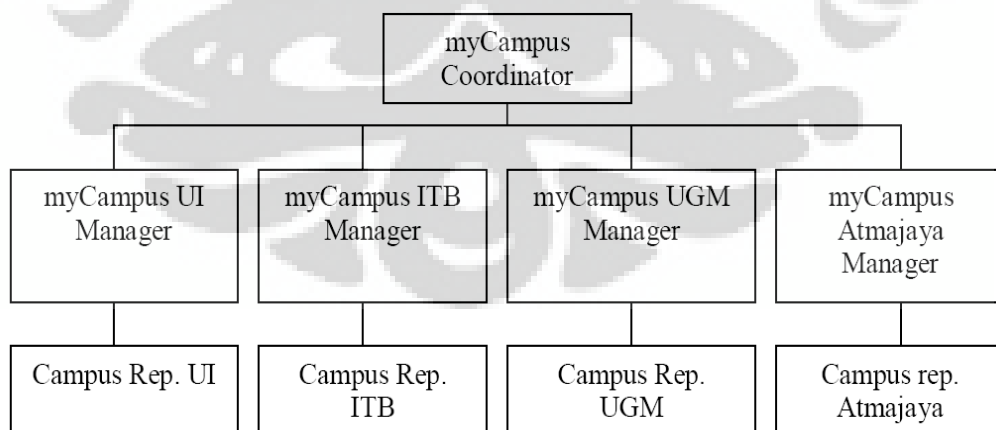 myCampus
Coordinator
myCampus UI
Manager
myCampus ITB
Manager
myCampus UGM
Manager
myCampus
Atmajaya
Manager
Campus Rep. UI
Campus Rep.
ITB
Campus Rep.
UGM
Campus rep.
Atmajaya